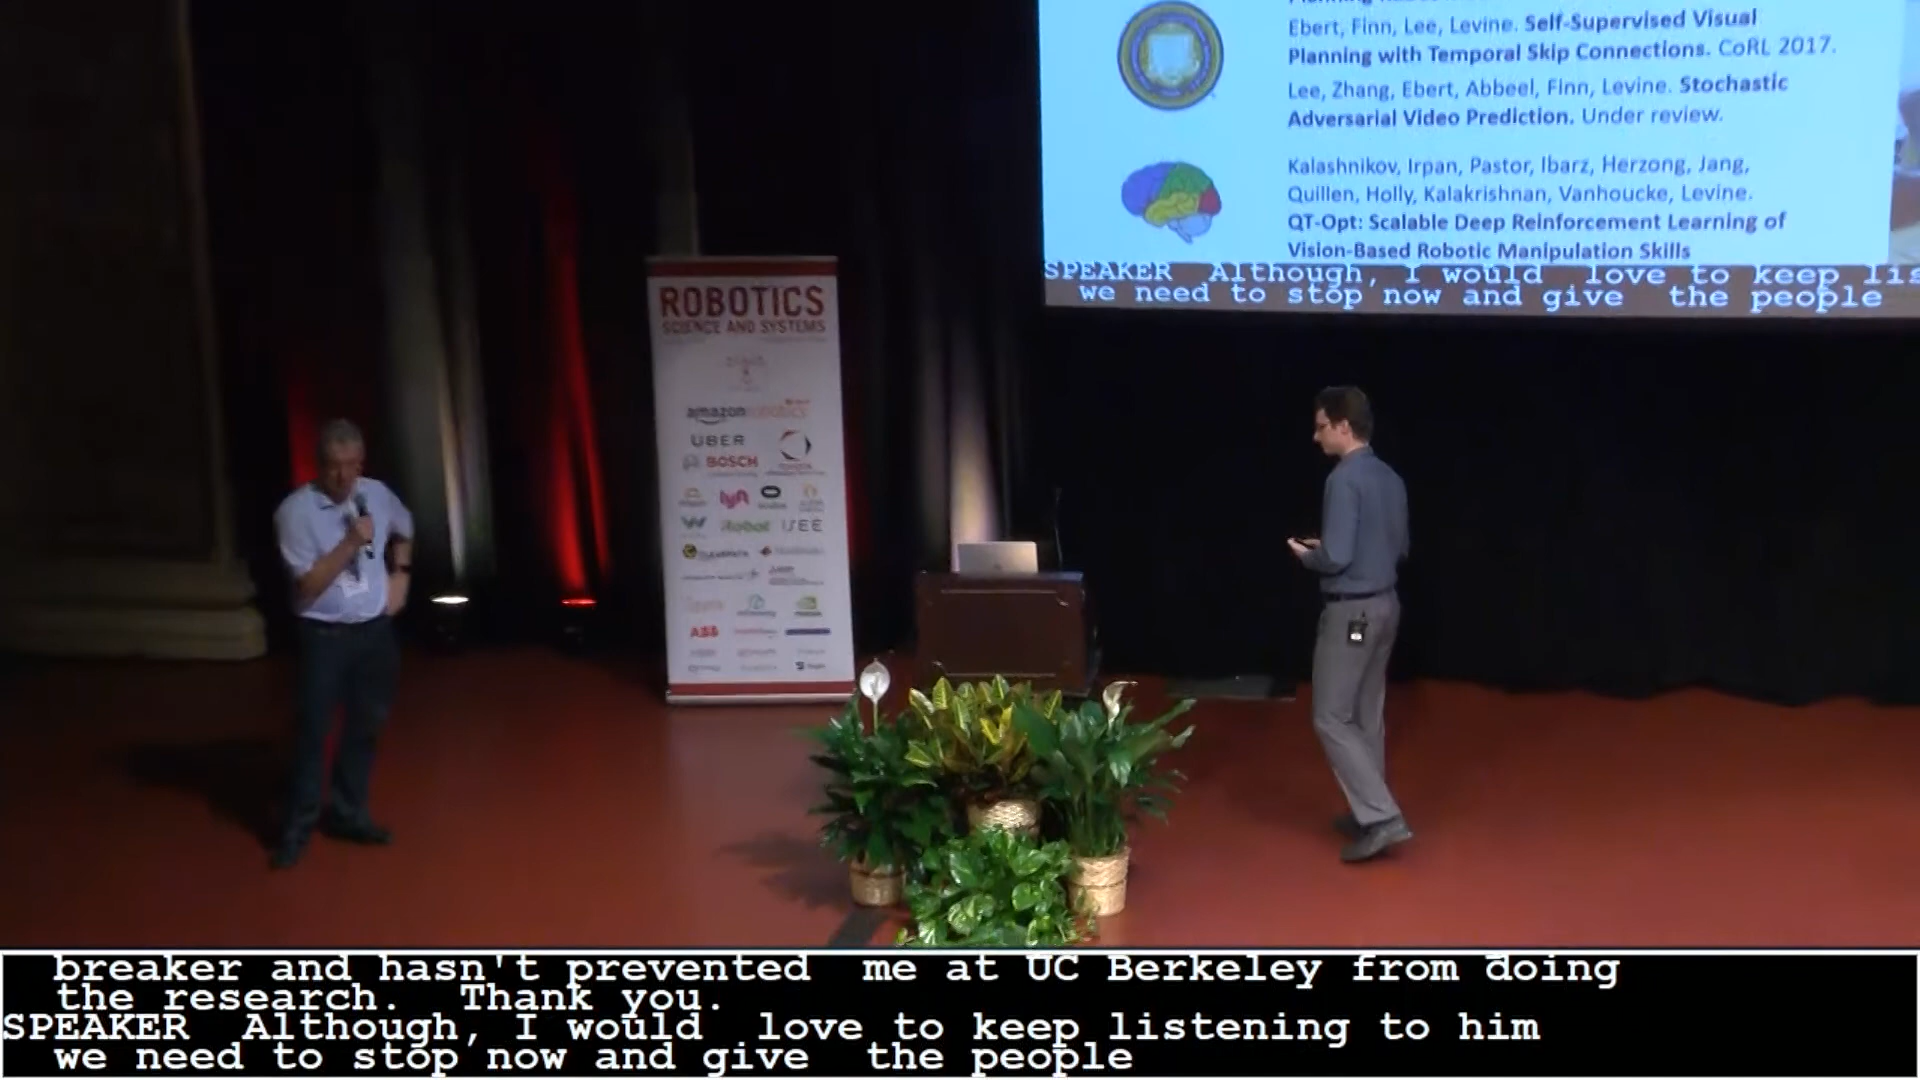 Ebert, Finn, Lee, Levine. Self-Supervised Visual
Planning with Temporal Skip Connections. CoRL 2017.
Lee, Zhang, Ebert, Abbeel, Finn, Levine. Stochastic
Adversarial Video Prediction. Under review.
Kalashnikov, Irpan, Pastor, Ibarz, Herzong, Jang,
Quillen, Holly, Kalakrishnan, Vanhoucke, Levine.
QT-Opt: Scalable Deep Reinforcement Learning of
Vision-Based Robotic Manipulation Skills
SPEAKER Although, I would love to keep lis
we need to stop now and give the people
ROBOTICS
SCIENCE AND SYSTEMS
amazon robotics
UBER
BOSCH
TOYOTA
lyft
iRobot
ISEE
CLEARPATH
ABB
breaker and hasn't prevented me at UC Berkeley from doing
the research. Thank you.
SPEAKER Although, I would love to keep listening to him
we need to stop now and give the people